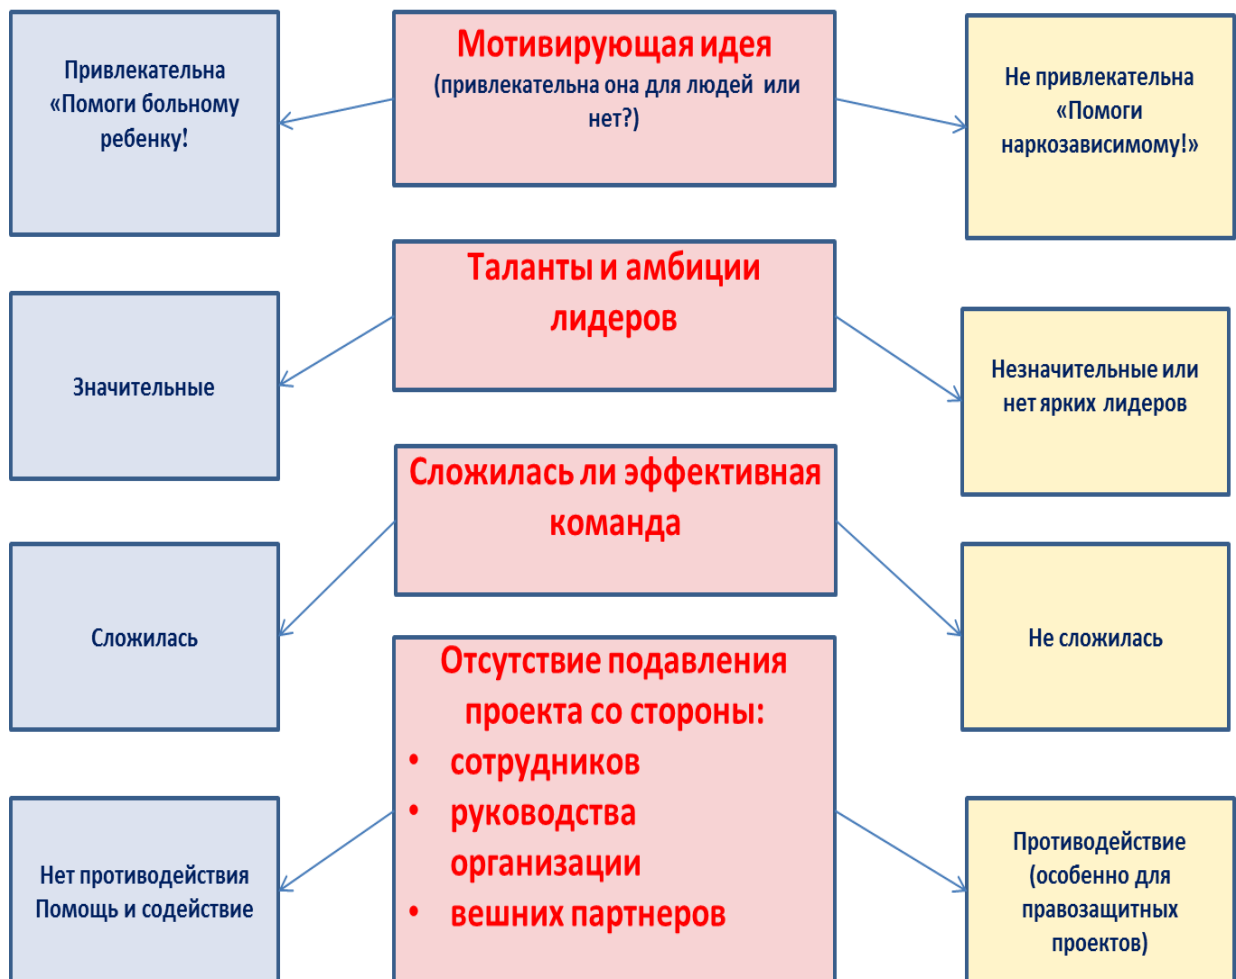 Привлекательна
«Помоги больному
ребенку!
Мотивирующая идея
(привлекательна она для людей или
нет?)
Не привлекательна
«Помоги
наркозависимому!»
Значительные
Таланты и амбиции
лидеров
Незначительные или
нет ярких лидеров
Сложилась
Сложилась ли эффективная
команда
Не сложилась
Нет противодействия
Помощь и содействие
Отсутствие подавления
проекта со стороны:
• сотрудников
• руководства
организации
• вешних партнеров
Противодействие
(особенно для
правозащитных
проектов)